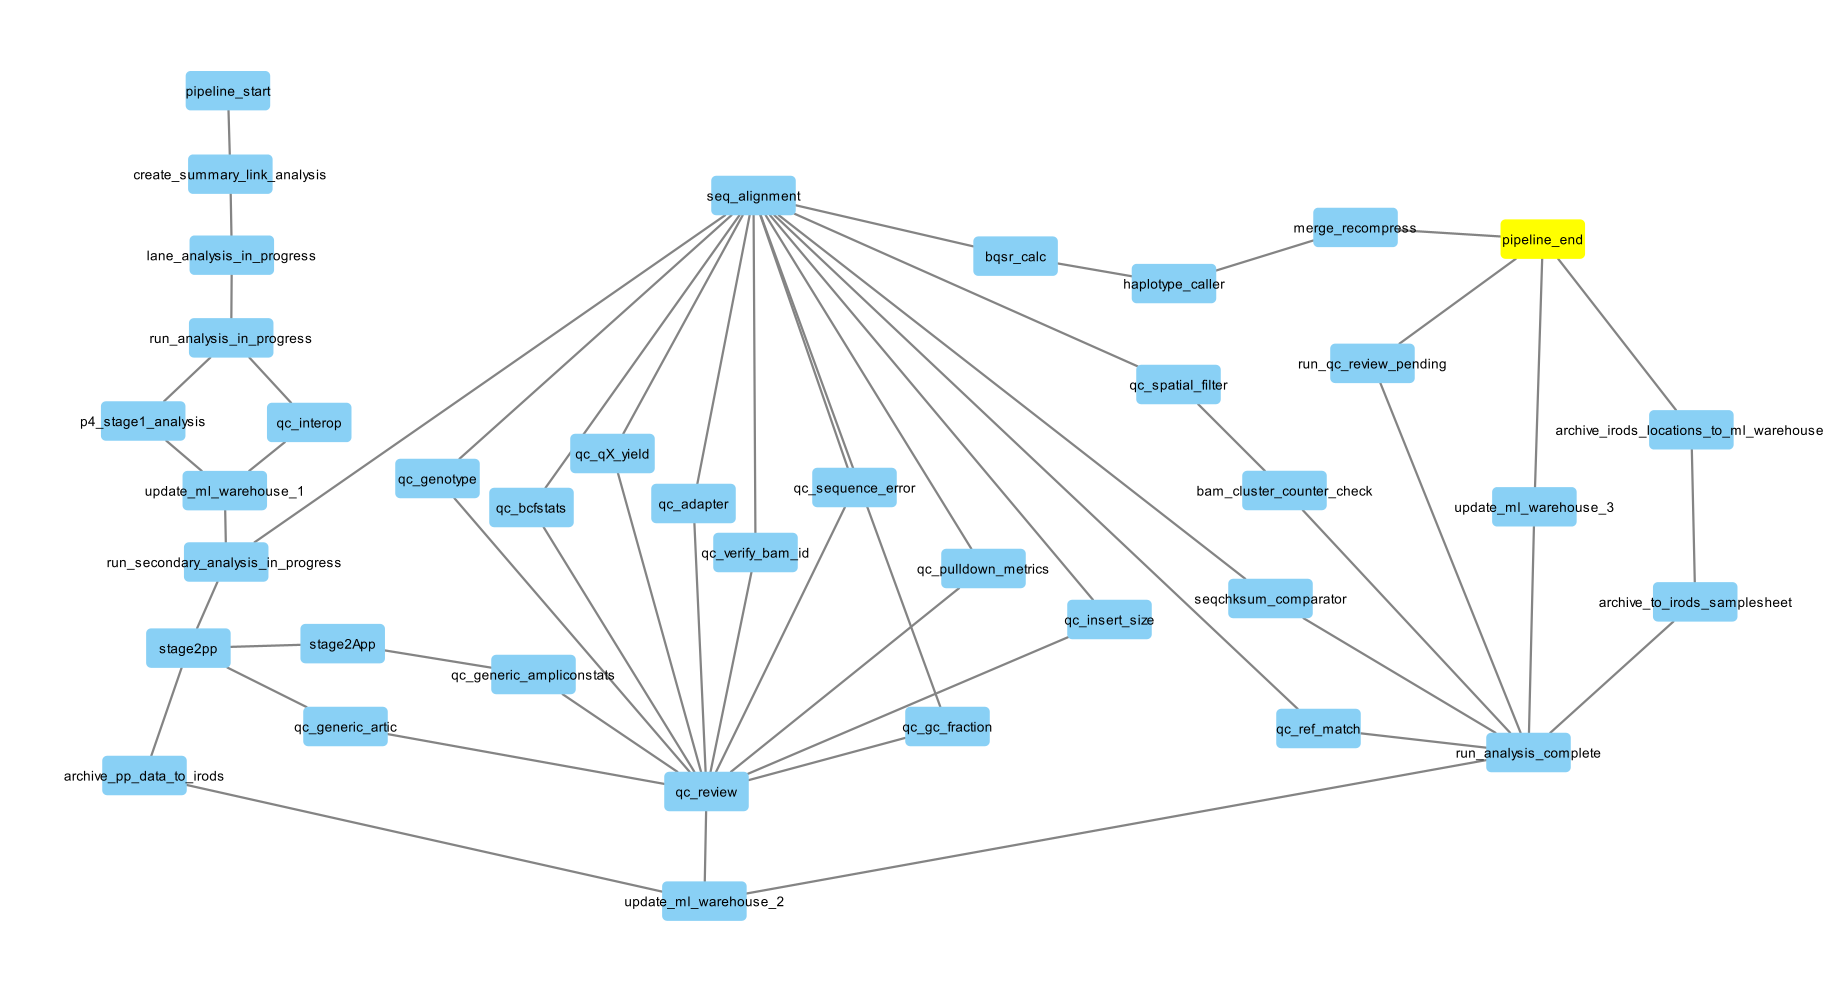 pipeline_start
create_summary_link_analysis
seq_alignment
merge_recompress
pipeline_end
lane_analysis_in_progress
bqsr_calc
haplotype_caller
run_analysis_in_progress
run_qc_review_pending
qc_spatial_filter
p4_stage1_analysis
qc_interop
archive_irods_locations_to_ml_warehouse
qc_qX_yield
qc_genotype
qc_sequence_error
update_ml_warehouse_1
bam_cluster_counter_check
qc_bcfstats
qc_adapter
update_ml_warehouse_3
qc_verify_bam_id
run_secondary_analysis_in_progress
qc_pulldown_metrics
seqchksum_comparator
archive_to_irods_samplesheet
qc_insert_size
stage2pp
stage2App
qc_generic_ampliconstats
qc_generic_artic
qc_gc_fraction
qc_ref_match
run_analysis_complete
archive_pp_data_to_irods
qc_review
update_ml_warehouse_2